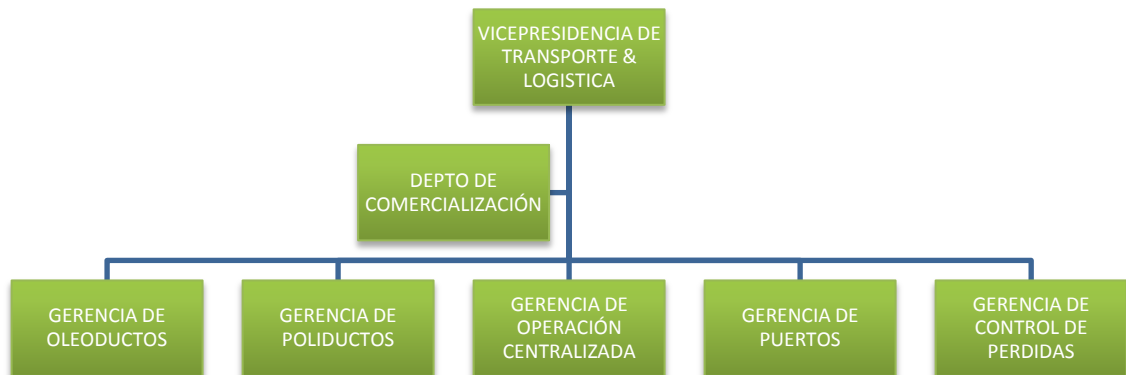 VICEPRESIDENCIA DE
TRANSPORTE &
LOGISTICA
DEPTO DE
COMERCIALIZACIÓN
GERENCIA DE
OLEODUCTOS
GERENCIA DE
POLIDUCTOS
GERENCIA DE
OPERACIÓN
CENTRALIZADA
GERENCIA DE
PUERTOS
GERENCIA DE
CONTROL DE
PERDIDAS